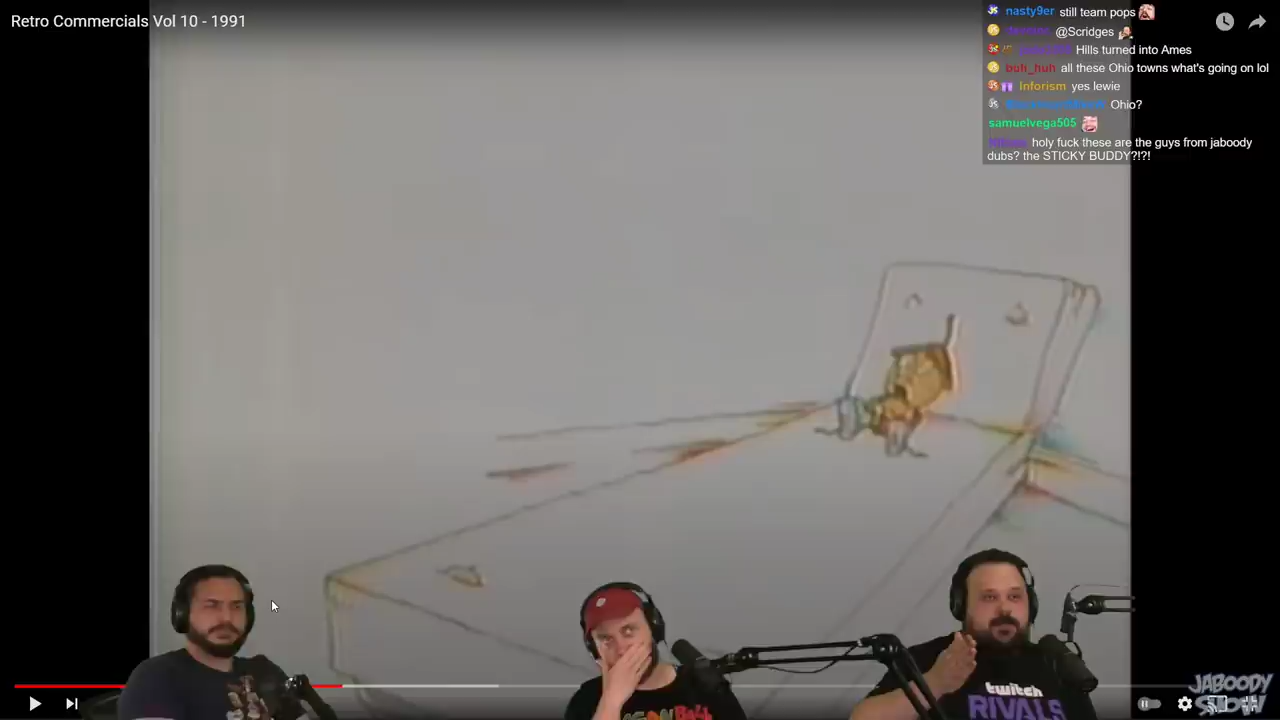 Retro Commercials Vol 10 - 1991
nasty9er still team pops
@Scridges
Hills turned into Ames
buh_huh all these Ohio towns what's going on lol
Inforism yes lewie
Ohio?
samuelvega505
holy fuck these are the guys from jaboody
dubs? the STICKY BUDDY?!?!
twitch
RIVALS
JABOODY
SHOW